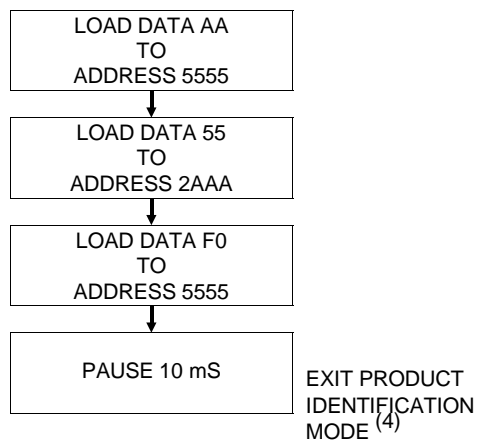 LOAD DATA AA
TO
ADDRESS 5555
LOAD DATA 55
TO
ADDRESS 2AAA
LOAD DATA F0
TO
ADDRESS 5555
PAUSE 10 mS
EXIT PRODUCT
IDENTIFICATION
MODE (4)